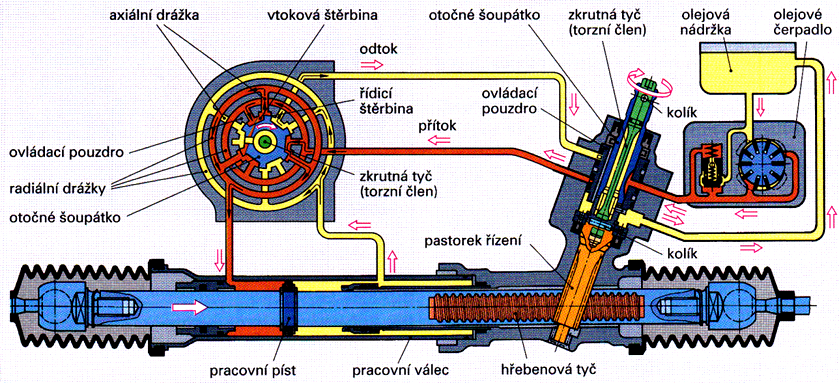 axiální drážka
vtoková štěrbina
otočné šoupátko
zkrutná tyč
(torzní člen)
olejová
nádržka
olejové
čerpadlo
odtok
ovládací
pouzdro
řídicí
štěrbina
kolík
přítok
ovládací pouzdro
radiální drážky
otočné šoupátko
zkrutná tyč
(torzní člen)
pastorek řízení
kolík
pracovní píst
pracovní válec
hřebenová tyč